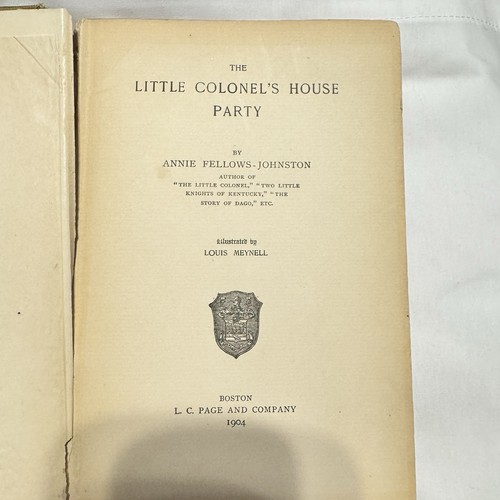 THE
LITTLE COLONEL'S HOUSE
PARTY
BY
ANNIE FELLOWS-JOHNSTON
AUTHOR OF
"THE LITTLE COLONEL," "TWO LITTLE
KNIGHTS OF KENTUCKY," "THE
STORY OF DAGO," ETC.
Illustrated by
LOUIS MEYNELL
BOSTON
L. C. PAGE AND COMPANY
1904